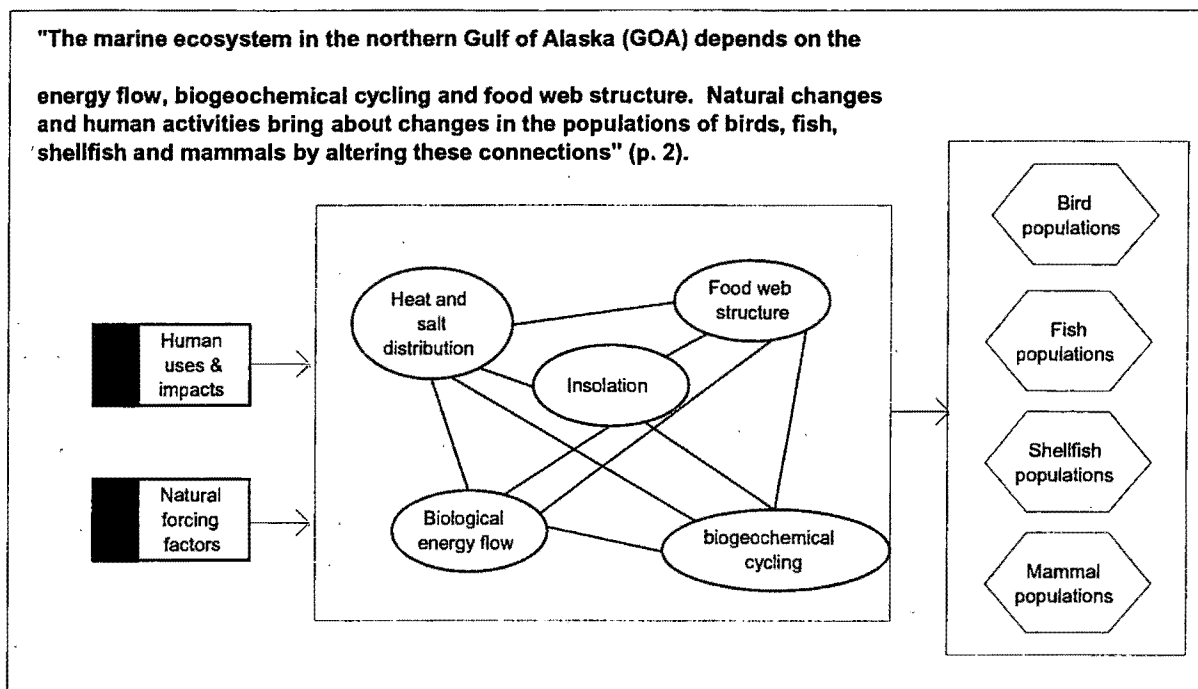 "The marine ecosystem in the northern Gulf of Alaska (GOA) depends on the
energy flow, biogeochemical cycling and food web structure. Natural changes
and human activities bring about changes in the populations of birds, fish,
shellfish and mammals by altering these connections" (p. 2).
Human
uses &
impacts
Natural
forcing
factors
Heat and
salt
distribution
Food web
structure
Insolation
Biological
energy flow
biogeochemical
cycling
Bird
populations
Fish
populations
Shellfish
populations
Mammal
populations